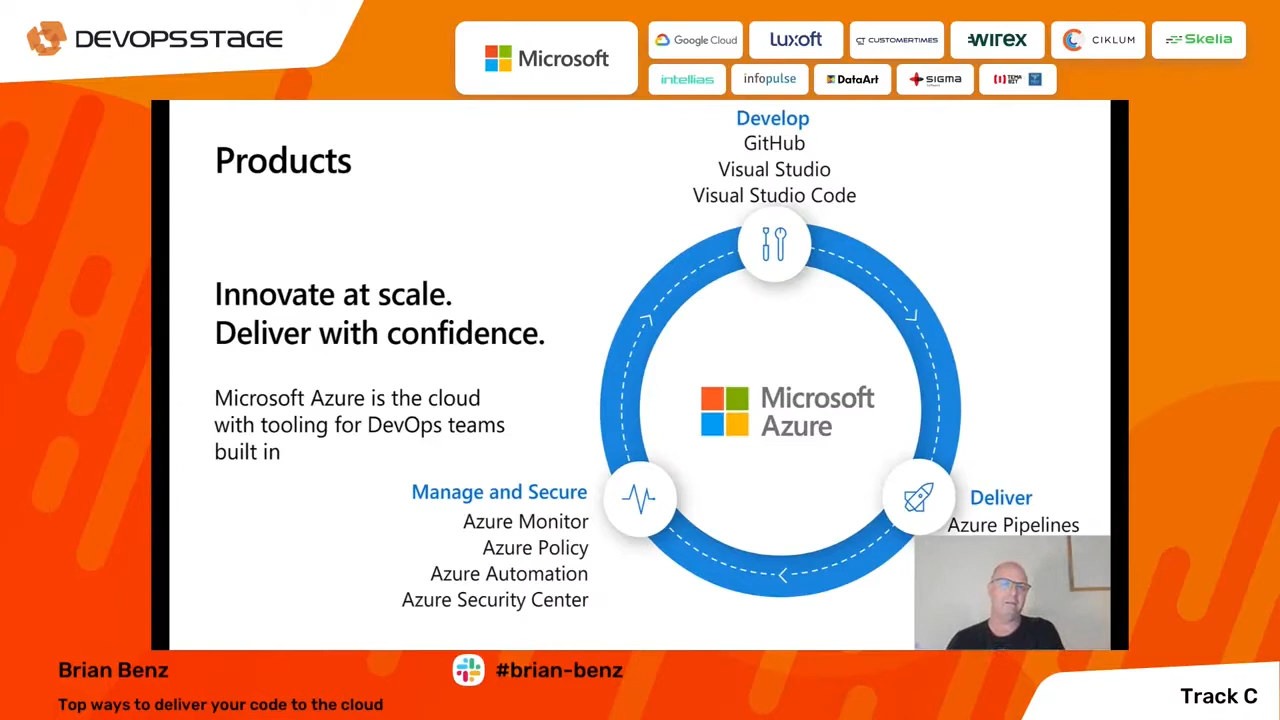 DEVOPSSTAGE
Microsoft
Google Cloud
luxoft
CUSTOMERTIMES
WIREX
CIKLUM
Skelia
intellias
infopulse
DataArt
SIGMA
Products
Develop
GitHub
Visual Studio
Visual Studio Code
Innovate at scale.
Deliver with confidence.
Microsoft Azure is the cloud
with tooling for DevOps teams
built in
Microsoft
Azure
Manage and Secure
Azure Monitor
Azure Policy
Azure Automation
Azure Security Center
Deliver
Azure Pipelines
Brian Benz
#brian-benz
Top ways to deliver your code to the cloud
Track C